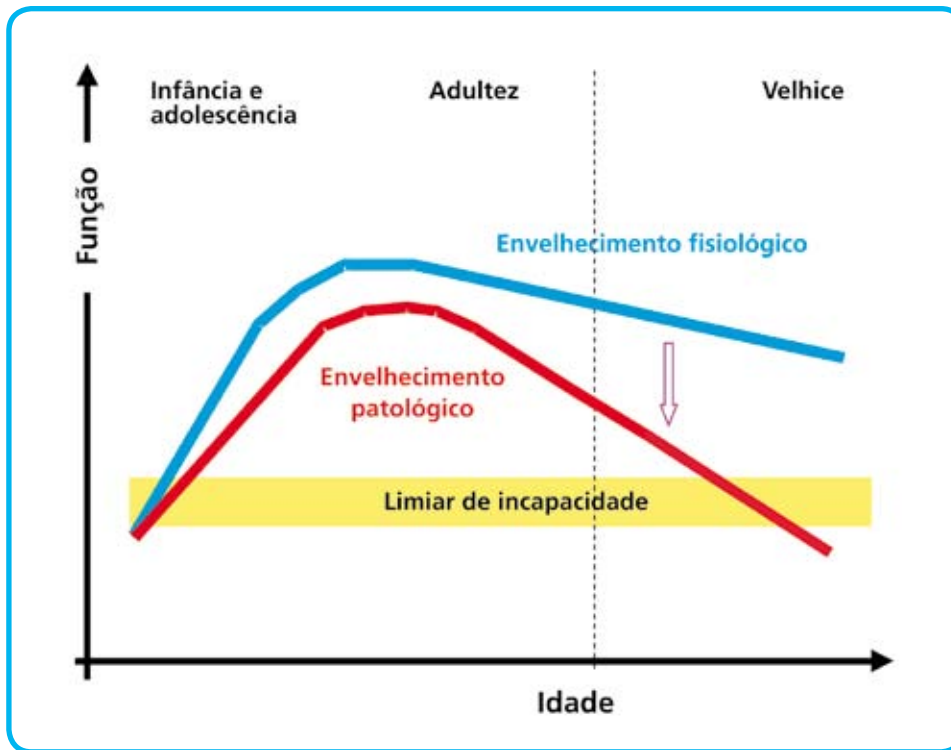 Infância e
adolescência
Adultez
Velhice
Função
Envelhecimento fisiológico
Envelhecimento
patológico
Limiar de incapacidade
Idade